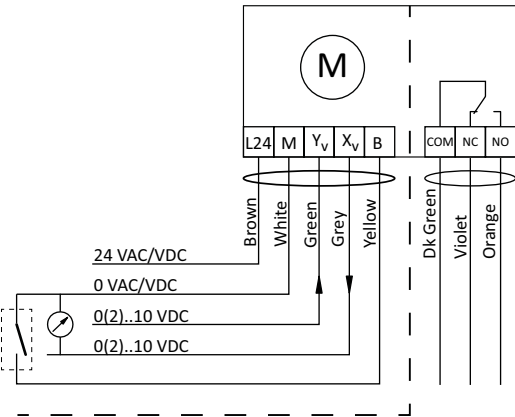 M
L24 M Yv Xv B COM NC NO
Brown
White
Green
Grey
Yellow
Dk Green
Violet
Orange
24 VAC/VDC
0 VAC/VDC
0(2)..10 VDC
0(2)..10 VDC